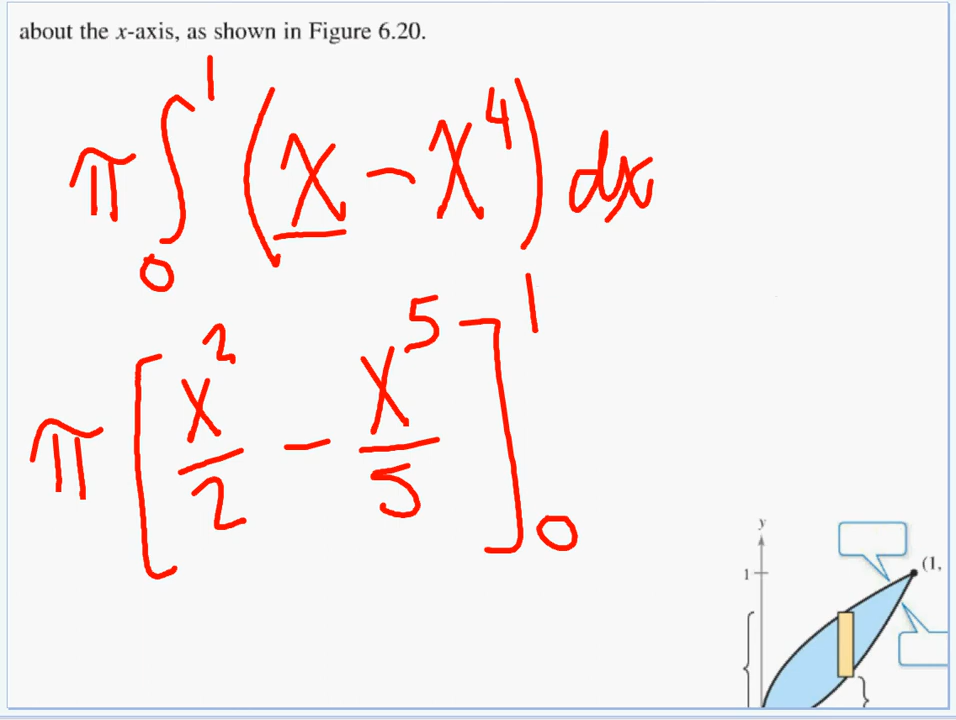 about the x-axis, as shown in Figure 6.20.
π ∫₀¹ (x - x⁴) dx
π [x²/2 - x⁵/5]₀¹
y
1
(1,